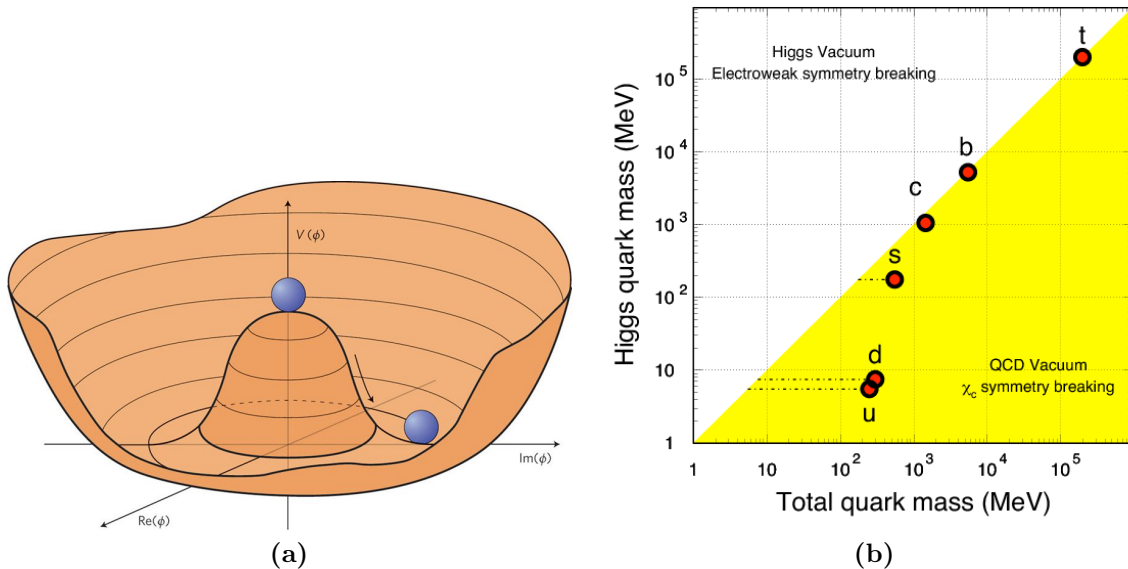 V(ϕ)
Im(ϕ)
Re(ϕ)
(a)
Higgs quark mass (MeV)
10⁵
10⁴
10³
10²
10
1
Higgs Vacuum
Electroweak symmetry breaking
t
b
c
s
d
u
QCD Vacuum
χc symmetry breaking
1 10 10² 10³ 10⁴ 10⁵
Total quark mass (MeV)
(b)